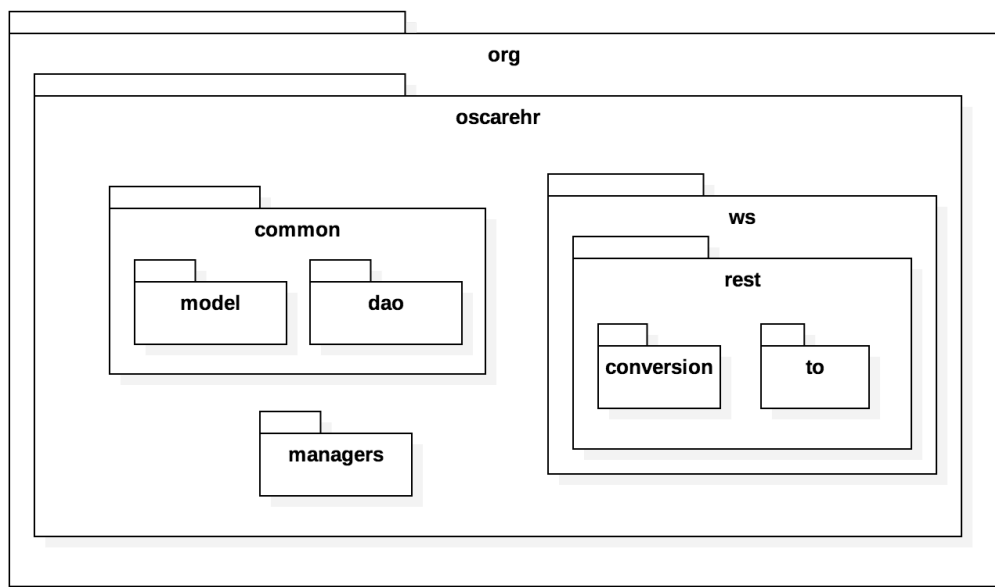 org
oscarehr
common
model
dao
managers
ws
rest
conversion
to